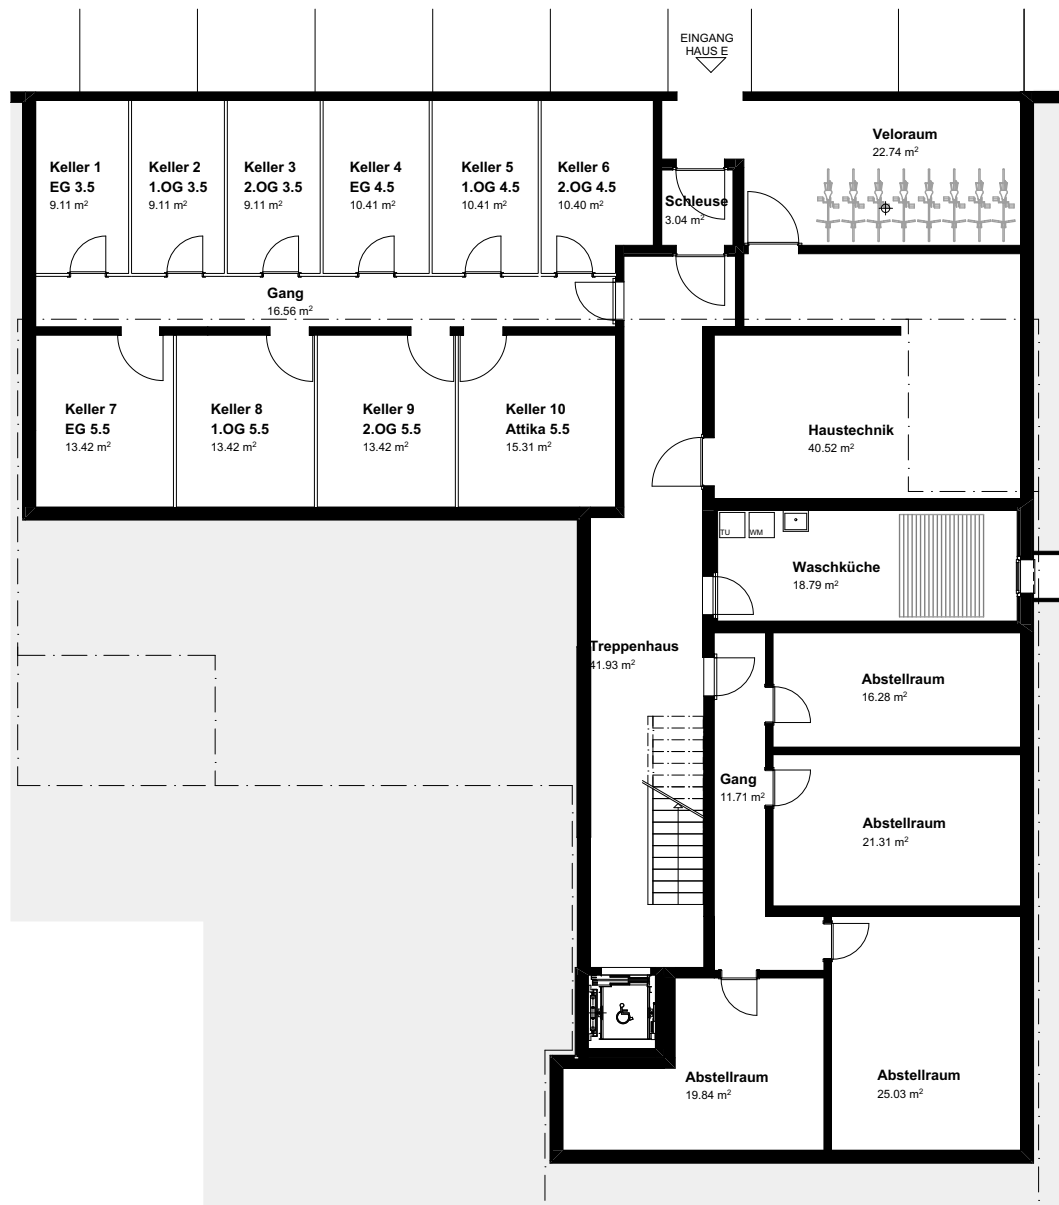 EINGANG
HAUS E
Veloraum
22.74 m²
Keller 1
EG 3.5
9.11 m²
Keller 2
1.OG 3.5
9.11 m²
Keller 3
2.OG 3.5
9.11 m²
Keller 4
EG 4.5
10.41 m²
Keller 5
1.OG 4.5
10.41 m²
Keller 6
2.OG 4.5
10.40 m²
Schleuse
3.04 m²
Gang
16.56 m²
Keller 7
EG 5.5
13.42 m²
Keller 8
1.OG 5.5
13.42 m²
Keller 9
2.OG 5.5
13.42 m²
Keller 10
Attika 5.5
15.31 m²
Haustechnik
40.52 m²
TU
WM
Waschküche
18.79 m²
Treppenhaus
41.93 m²
Abstellraum
16.28 m²
Gang
11.71 m²
Abstellraum
21.31 m²
Abstellraum
19.84 m²
Abstellraum
25.03 m²